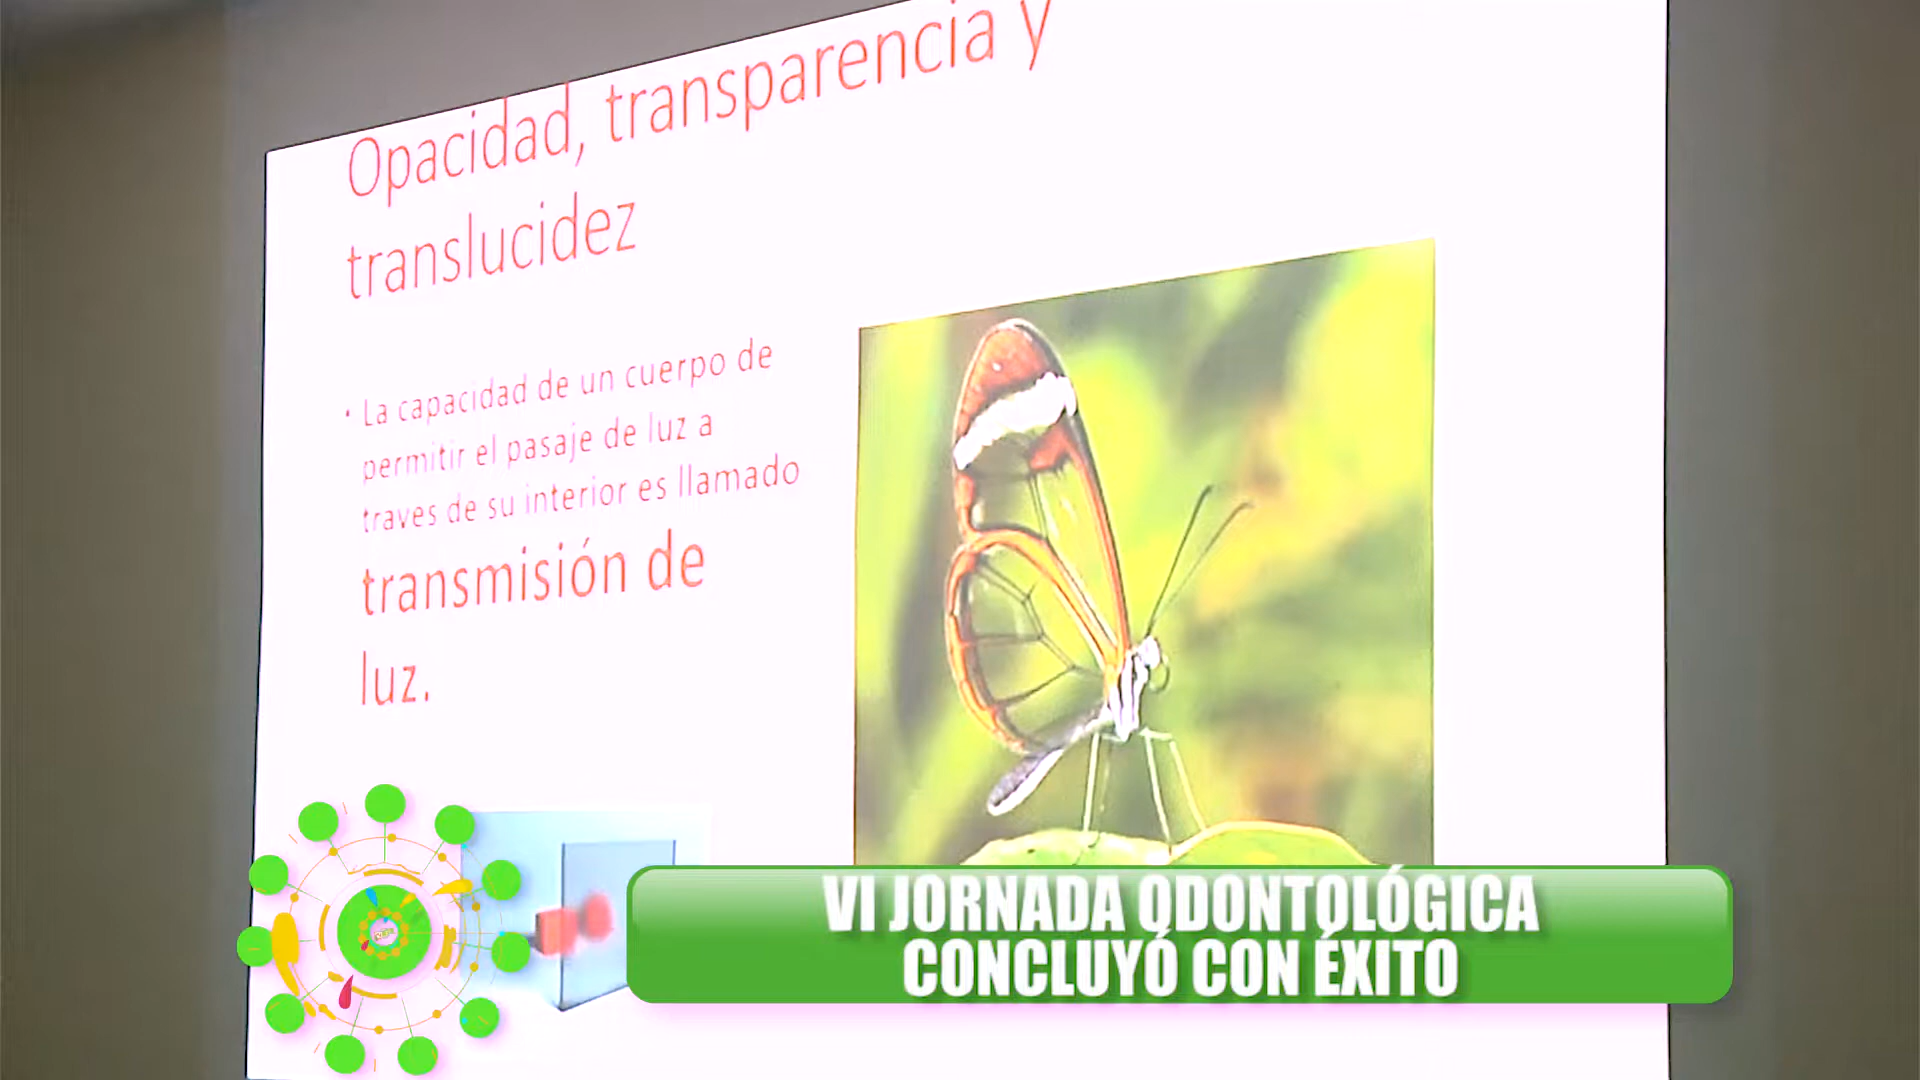 Opacidad, transparencia y
translucidez
• La capacidad de un cuerpo de
permitir el pasaje de luz a
traves de su interior es llamado
transmisión de
luz.
VI JORNADA ODONTOLÓGICA
CONCLUYÓ CON ÉXITO